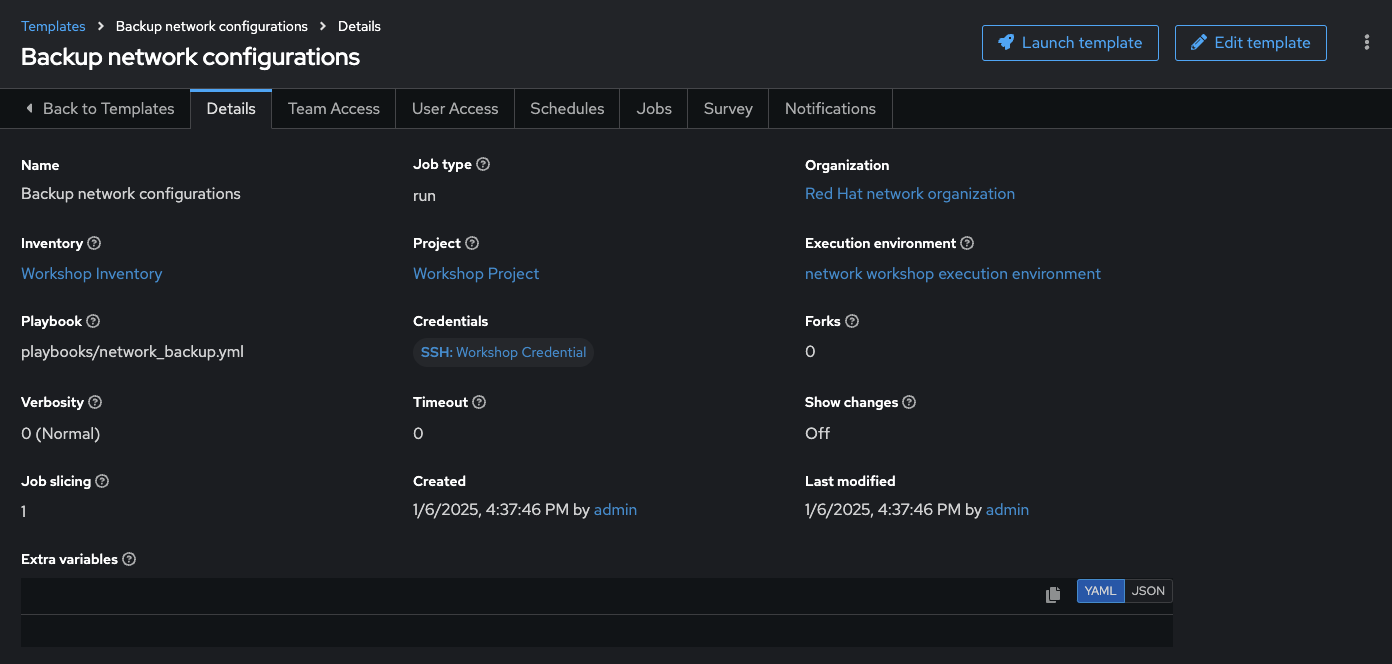 Templates > Backup network configurations > Details
Backup network configurations
Launch template
Edit template
Back to Templates
Details
Team Access
User Access
Schedules
Jobs
Survey
Notifications
Name
Backup network configurations
Job type
run
Organization
Red Hat network organization
Inventory
Workshop Inventory
Project
Workshop Project
Execution environment
network workshop execution environment
Playbook
playbooks/network_backup.yml
Credentials
SSH: Workshop Credential
Forks
0
Verbosity
0 (Normal)
Timeout
0
Show changes
Off
Job slicing
1
Created
1/6/2025, 4:37:46 PM by admin
Last modified
1/6/2025, 4:37:46 PM by admin
Extra variables
YAML
JSON